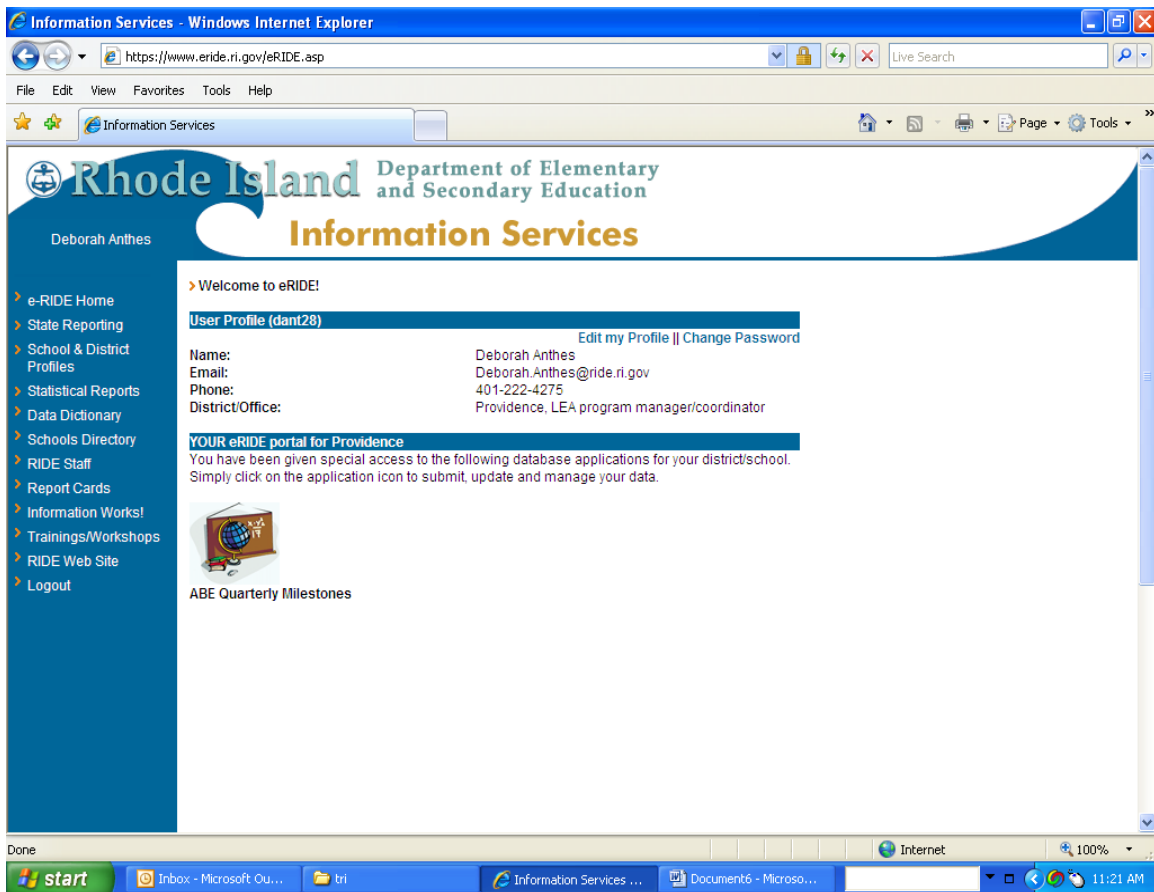 Information Services - Windows Internet Explorer
https://www.eride.ri.gov/eRIDE.asp
Live Search
File Edit View Favorites Tools Help
Information Services
Page Tools »
Rhode Island Department of Elementary
and Secondary Education
Information Services
Deborah Anthes
e-RIDE Home
State Reporting
School & District
Profiles
Statistical Reports
Data Dictionary
Schools Directory
RIDE Staff
Report Cards
Information Works!
Trainings/Workshops
RIDE Web Site
Logout
Welcome to eRIDE!
User Profile (dant28)
Edit my Profile || Change Password
Name: Deborah Anthes
Email: Deborah.Anthes@ride.ri.gov
Phone: 401-222-4275
District/Office: Providence, LEA program manager/coordinator
YOUR eRIDE portal for Providence
You have been given special access to the following database applications for your district/school.
Simply click on the application icon to submit, update and manage your data.
ABE Quarterly Milestones
Done Internet 100%
start Inbox - Microsoft Ou... tri Information Services ... Document6 - Microso... 11:21 AM